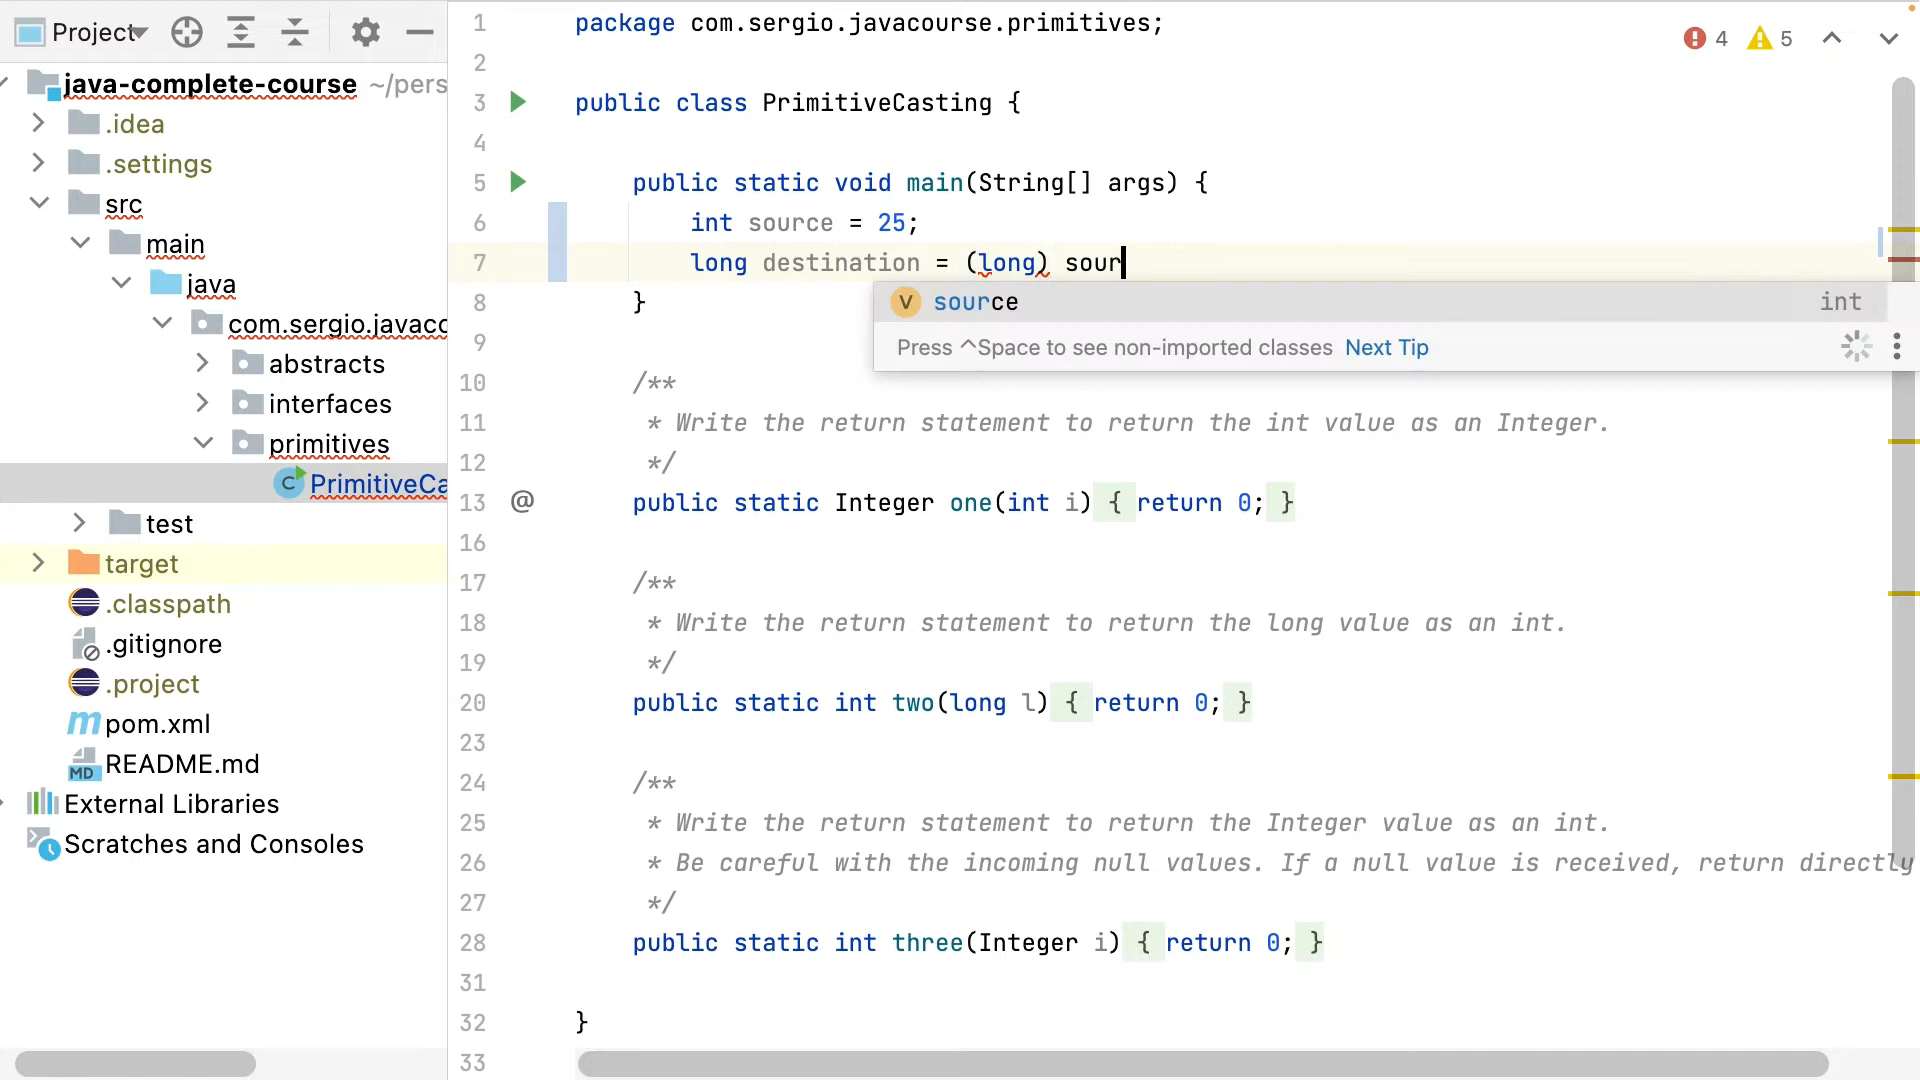 Project
java-complete-course ~/pers
.idea
.settings
src
main
java
com.sergio.javaco
abstracts
interfaces
primitives
C PrimitiveCa
test
target
.classpath
.gitignore
.project
m pom.xml
MD README.md
External Libraries
Scratches and Consoles
4 5
1 package com.sergio.javacourse.primitives;
2
3 public class PrimitiveCasting {
4
5 public static void main(String[] args) {
6 int source = 25;
7 long destination = (long) sour
V source int
Press ^Space to see non-imported classes Next Tip
8 }
9
10 /**
11 * Write the return statement to return the int value as an Integer.
12 */
13 @ public static Integer one(int i) { return 0; }
16
17 /**
18 * Write the return statement to return the long value as an int.
19 */
20 public static int two(long l) { return 0; }
23
24 /**
25 * Write the return statement to return the Integer value as an int.
26 * Be careful with the incoming null values. If a null value is received, return directly
27 */
28 public static int three(Integer i) { return 0; }
31
32 }
33